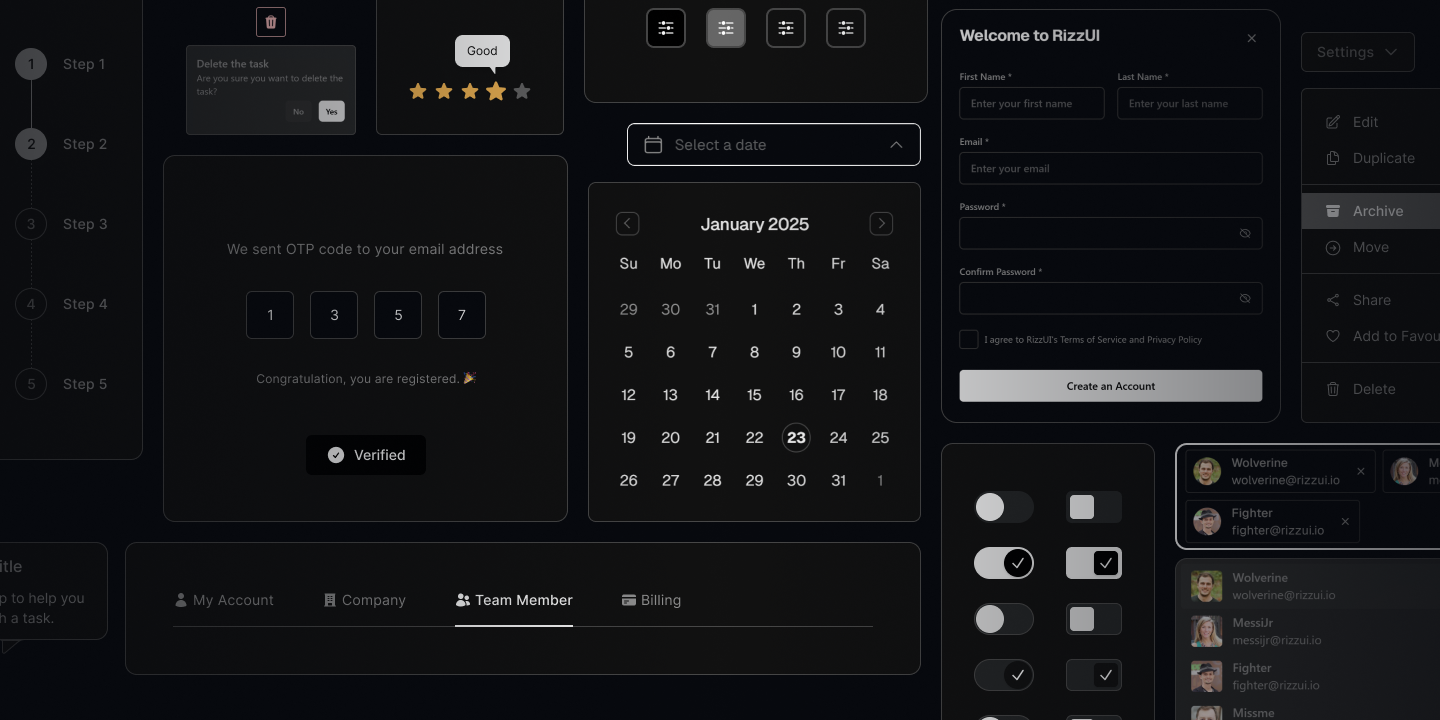 1 Step 1
2 Step 2
3 Step 3
4 Step 4
5 Step 5
Delete the task
Are you sure you want to delete the
task?
No Yes
Good
We sent OTP code to your email address
1 3 5 7
Congratulation, you are registered. 🎉
Verified
Select a date
January 2025
Su Mo Tu We Th Fr Sa
29 30 31 1 2 3 4
5 6 7 8 9 10 11
12 13 14 15 16 17 18
19 20 21 22 23 24 25
26 27 28 29 30 31 1
Welcome to RizzUI
First Name * Last Name *
Enter your first name Enter your last name
Email *
Enter your email
Password *
Confirm Password *
I agree to RizzUI's Terms of Service and Privacy Policy
Create an Account
Settings
Edit
Duplicate
Archive
Move
Share
Add to Favou
Delete
itle
p to help you
h a task.
My Account Company Team Member Billing
Wolverine
wolverine@rizzui.io
Fighter
fighter@rizzui.io
Wolverine
wolverine@rizzui.io
MessiJr
messijr@rizzui.io
Fighter
fighter@rizzui.io
Missme